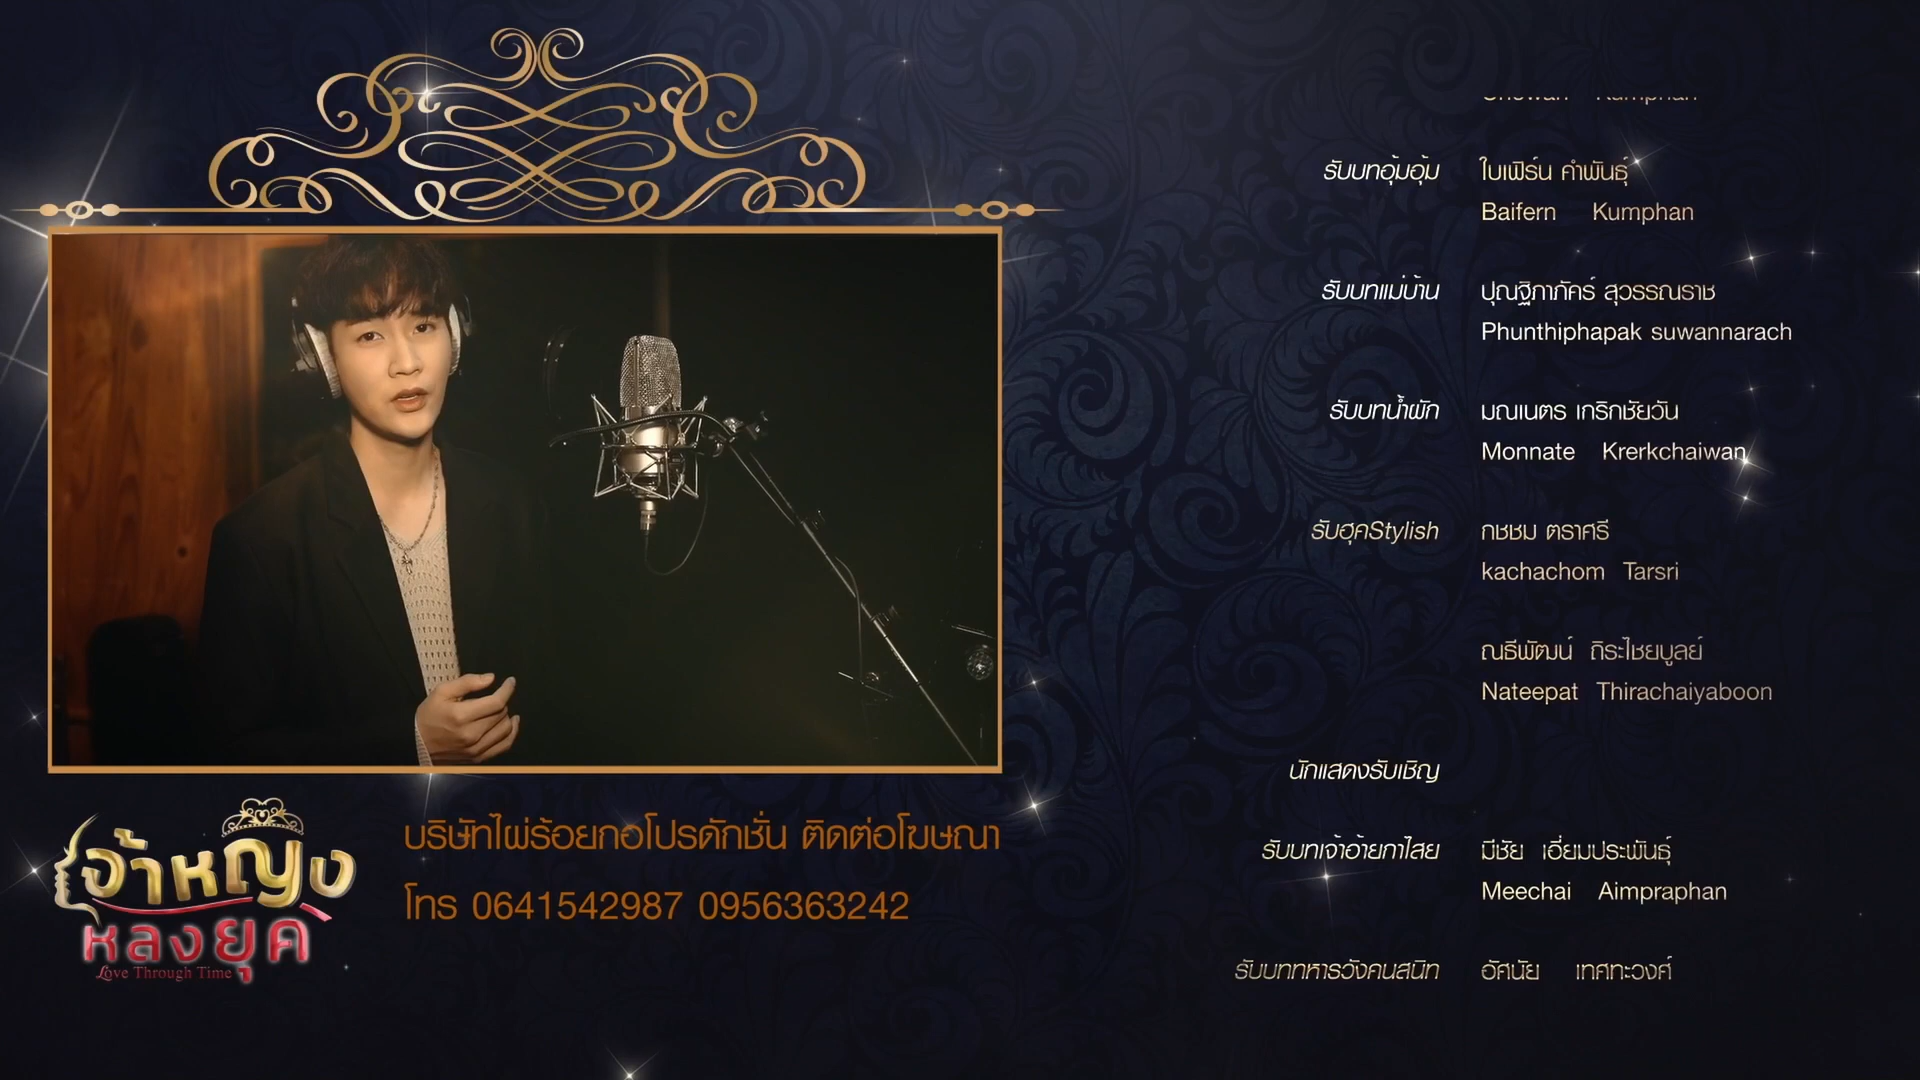 รับบทอุ้มอุ้ม ใบเฟิร์น คำพันธุ์
Baifern Kumphan
รับบทแม่บ้าน ปุณฐิภาภัคร์ สุวรรณราช
Phunthiphapak suwannarach
รับบทน้ำผัก มณเนตร เกริกชัยวัน
Monnate Krerkchaiwan
รับฮุคStylish กชชม ตราศรี
kachachom Tarsri
ณธีพัฒน์ ถิระไชยบูลย์
Nateepat Thirachaiyaboon
นักแสดงรับเชิญ
รับบทเจ้าอ้ายกาไสย มีชัย เอี่ยมประพันธุ์
Meechai Aimpraphan
รับบททหารวังคนสนิท อัศนัย เทศทะวงศ์
บริษัทไผ่ร้อยกอโปรดักชั่น ติดต่อโฆษณา
โทร 0641542987 0956363242
เจ้าหญิง
หลงยุค
Love Through Time